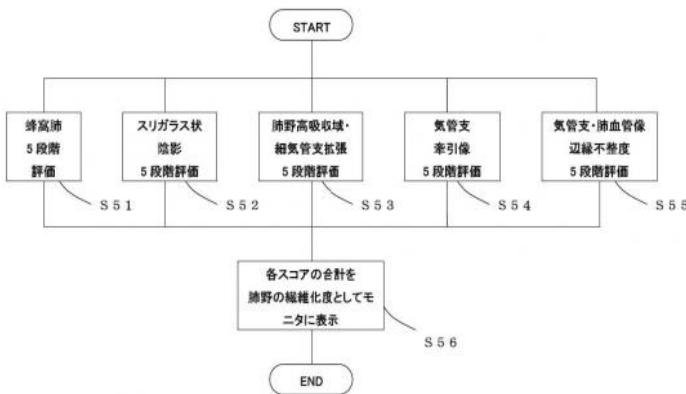 START
蜂窩肺
5段階
評価
S51
スリガラス状
陰影
5段階評価
S52
肺野高吸収域・
細気管支拡張
5段階評価
S53
気管支
牽引像
5段階評価
S54
気管支・肺血管像
辺縁不整度
5段階評価
S55
各スコアの合計を
肺野の繊維化度としてモ
ニタに表示
S56
END